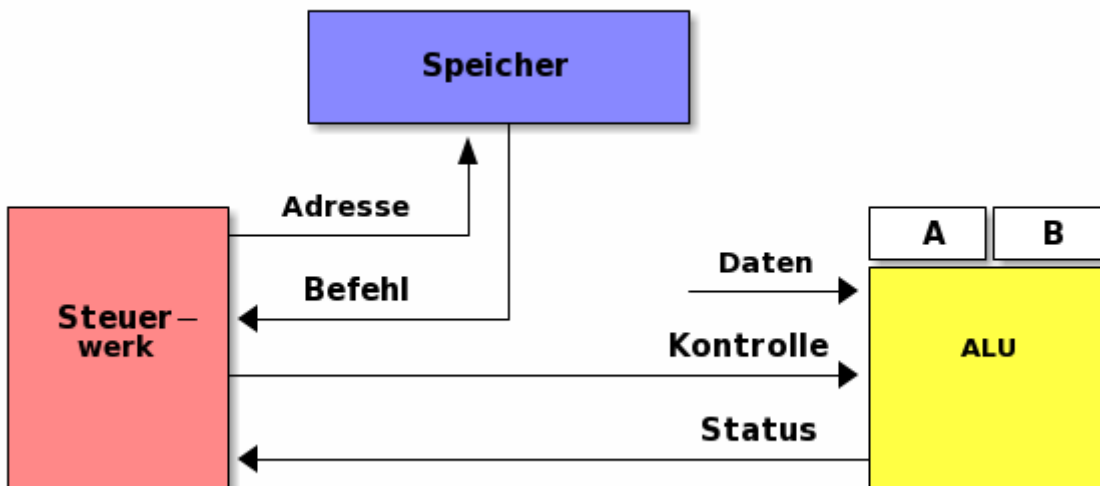 Speicher
Adresse
A
B
Daten
Befehl
Steuer–
werk
Kontrolle
ALU
Status